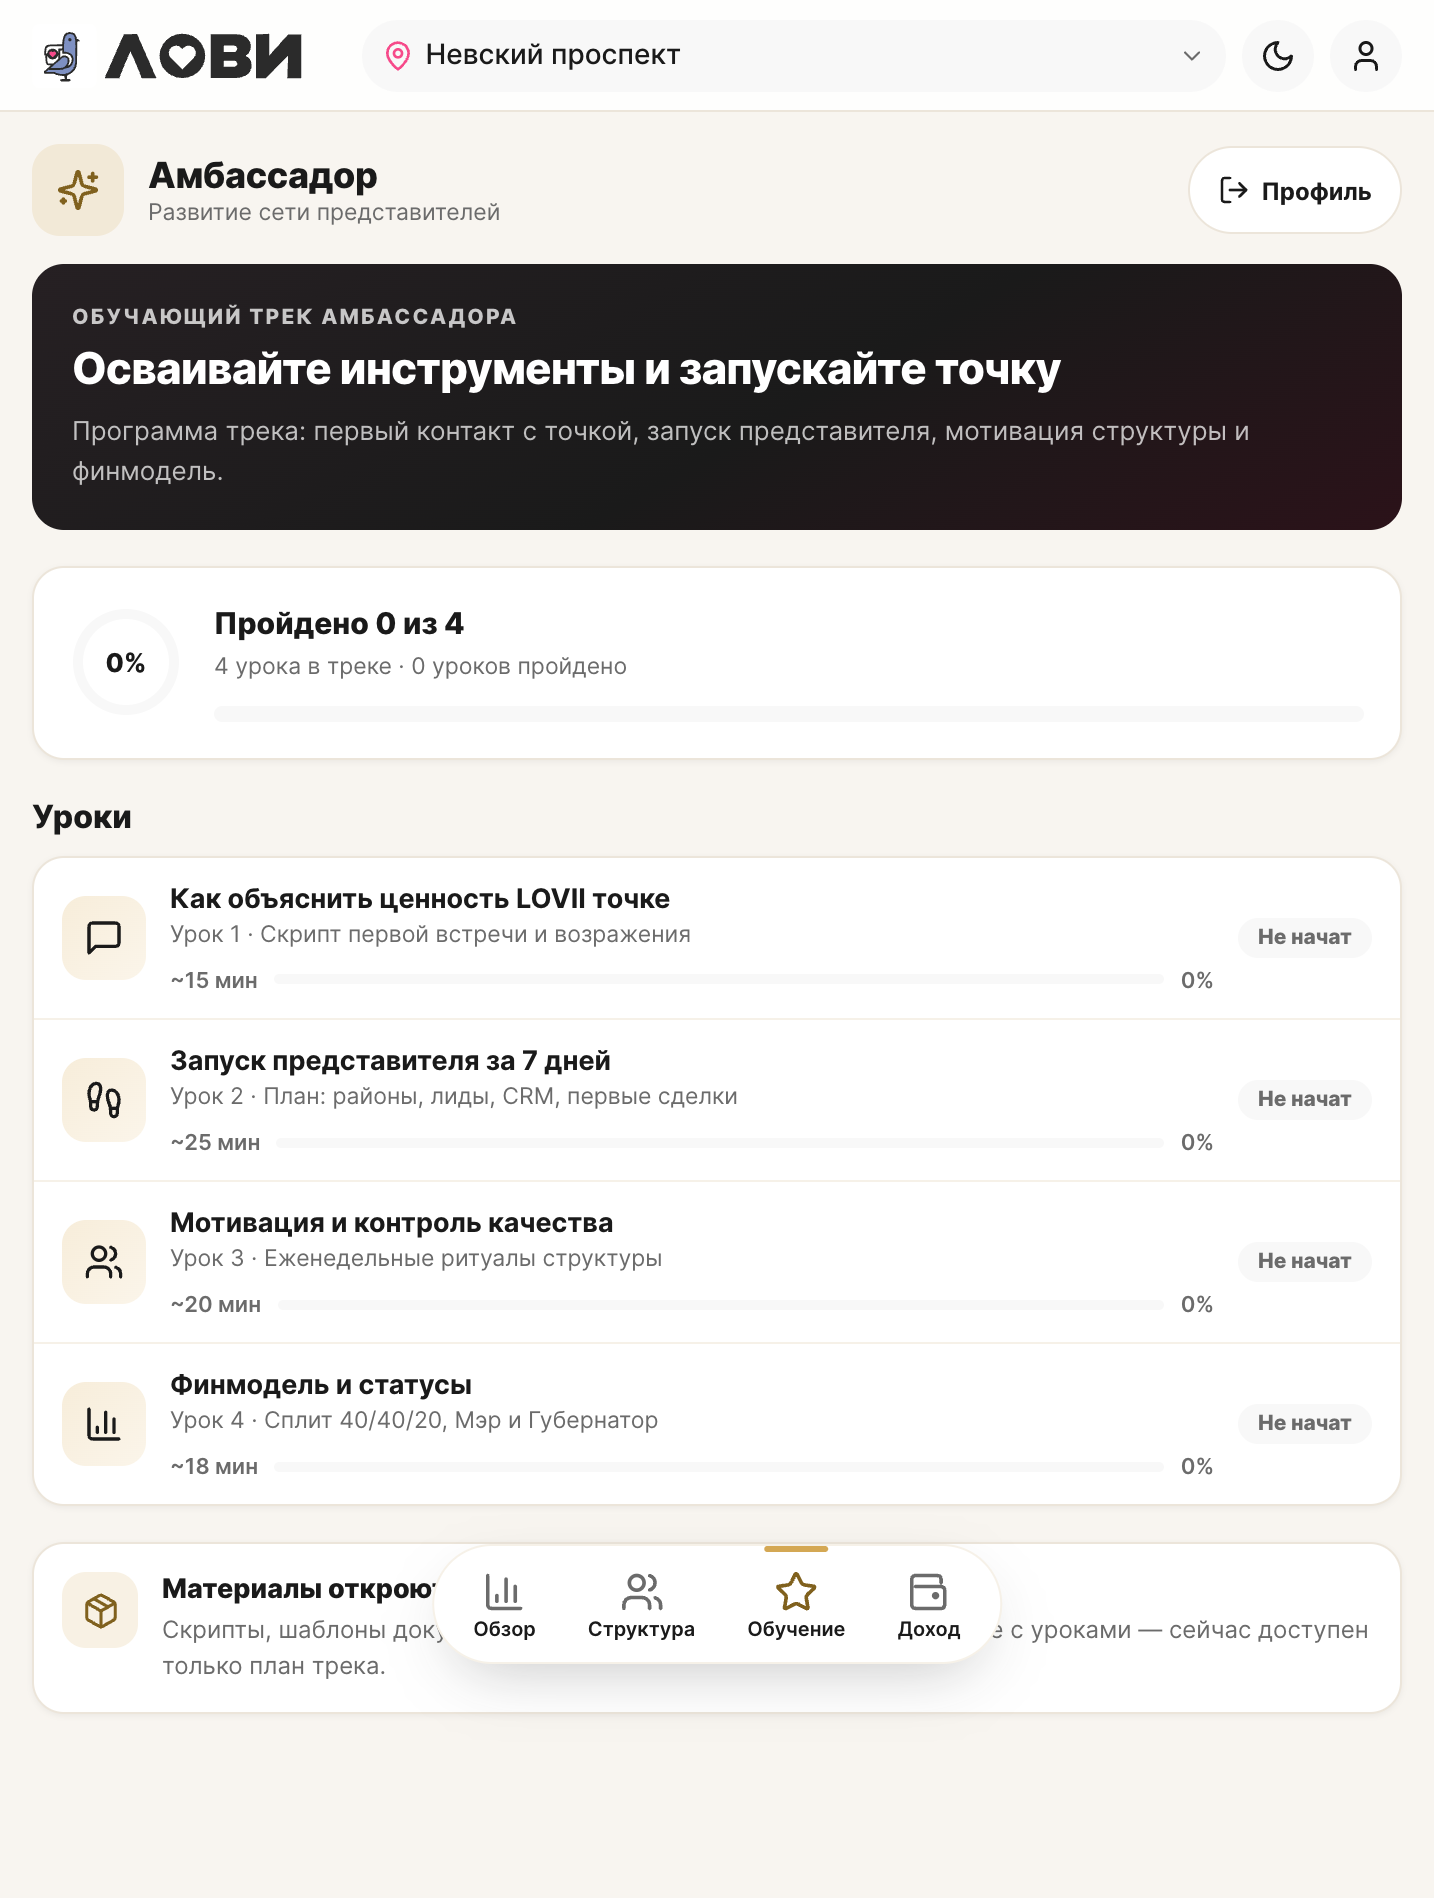 ЛОВИ
Невский проспект
Амбассадор
Развитие сети представителей
Профиль
ОБУЧАЮЩИЙ ТРЕК АМБАССАДОРА
Осваивайте инструменты и запускайте точку
Программа трека: первый контакт с точкой, запуск представителя, мотивация структуры и
финмодель.
0%
Пройдено 0 из 4
4 урока в треке · 0 уроков пройдено
Уроки
Как объяснить ценность LOVII точке
Урок 1 · Скрипт первой встречи и возражения
~15 мин
0%
Не начат
Запуск представителя за 7 дней
Урок 2 · План: районы, лиды, CRM, первые сделки
~25 мин
0%
Не начат
Мотивация и контроль качества
Урок 3 · Еженедельные ритуалы структуры
~20 мин
0%
Не начат
Финмодель и статусы
Урок 4 · Сплит 40/40/20, Мэр и Губернатор
~18 мин
0%
Не начат
Материалы
Скрипты, шаблоны с уроками — сейчас доступен
только план трека.
Обзор
Структура
Обучение
Доход